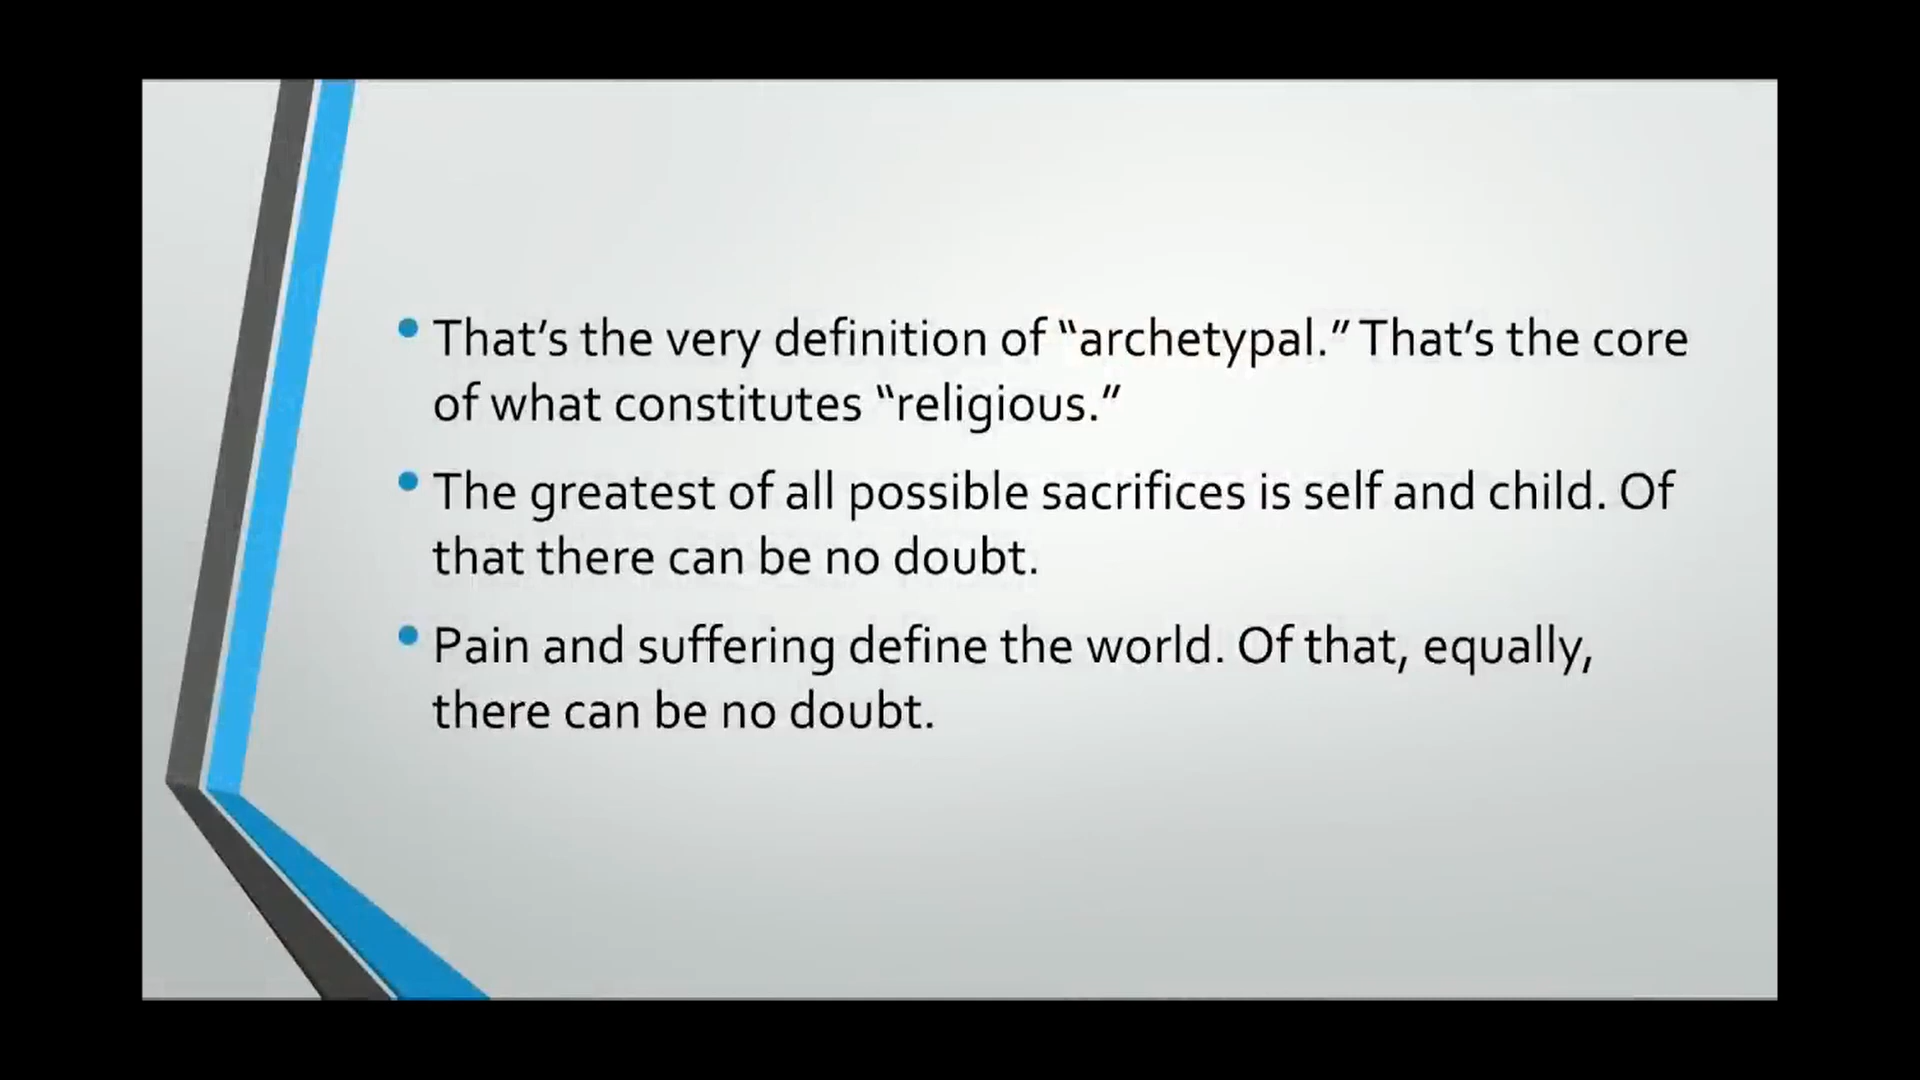 • That’s the very definition of “archetypal.” That’s the core
of what constitutes “religious.”
• The greatest of all possible sacrifices is self and child. Of
that there can be no doubt.
• Pain and suffering define the world. Of that, equally,
there can be no doubt.